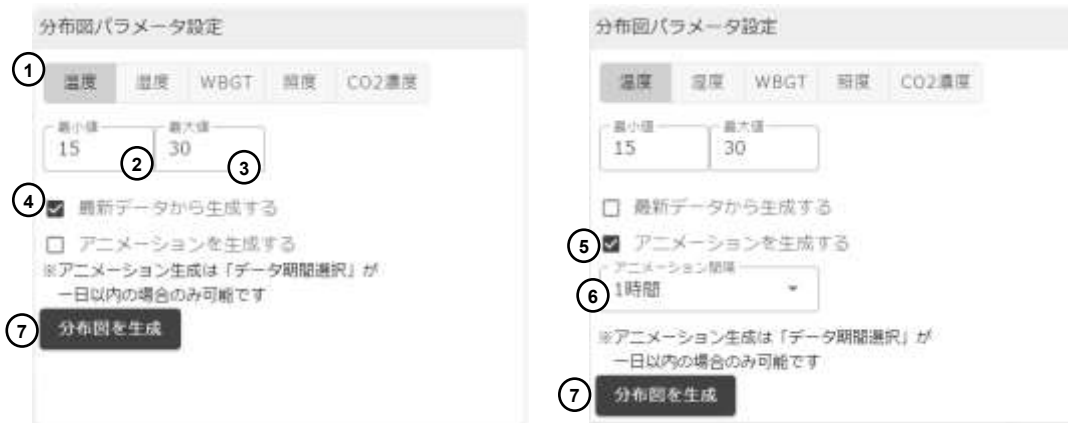 分布図パラメータ設定
① 温度 湿度 WBGT 照度 CO2濃度
最小値 最大値
15 ② 30 ③
④ 最新データから生成する
アニメーションを生成する
※アニメーション生成は「データ期間選択」が
一日以内の場合のみ可能です
⑦ 分布図を生成
分布図パラメータ設定
温度 湿度 WBGT 照度 CO2濃度
最小値 最大値
15 30
最新データから生成する
⑤ アニメーションを生成する
アニメーション間隔
⑥ 1時間
※アニメーション生成は「データ期間選択」が
一日以内の場合のみ可能です
⑦ 分布図を生成